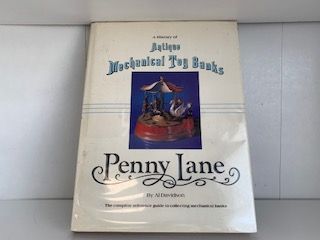 A History of
Antique
Mechanical Toy Banks
Penny Lane
By Al Davidson
The complete reference guide to collecting mechanical banks